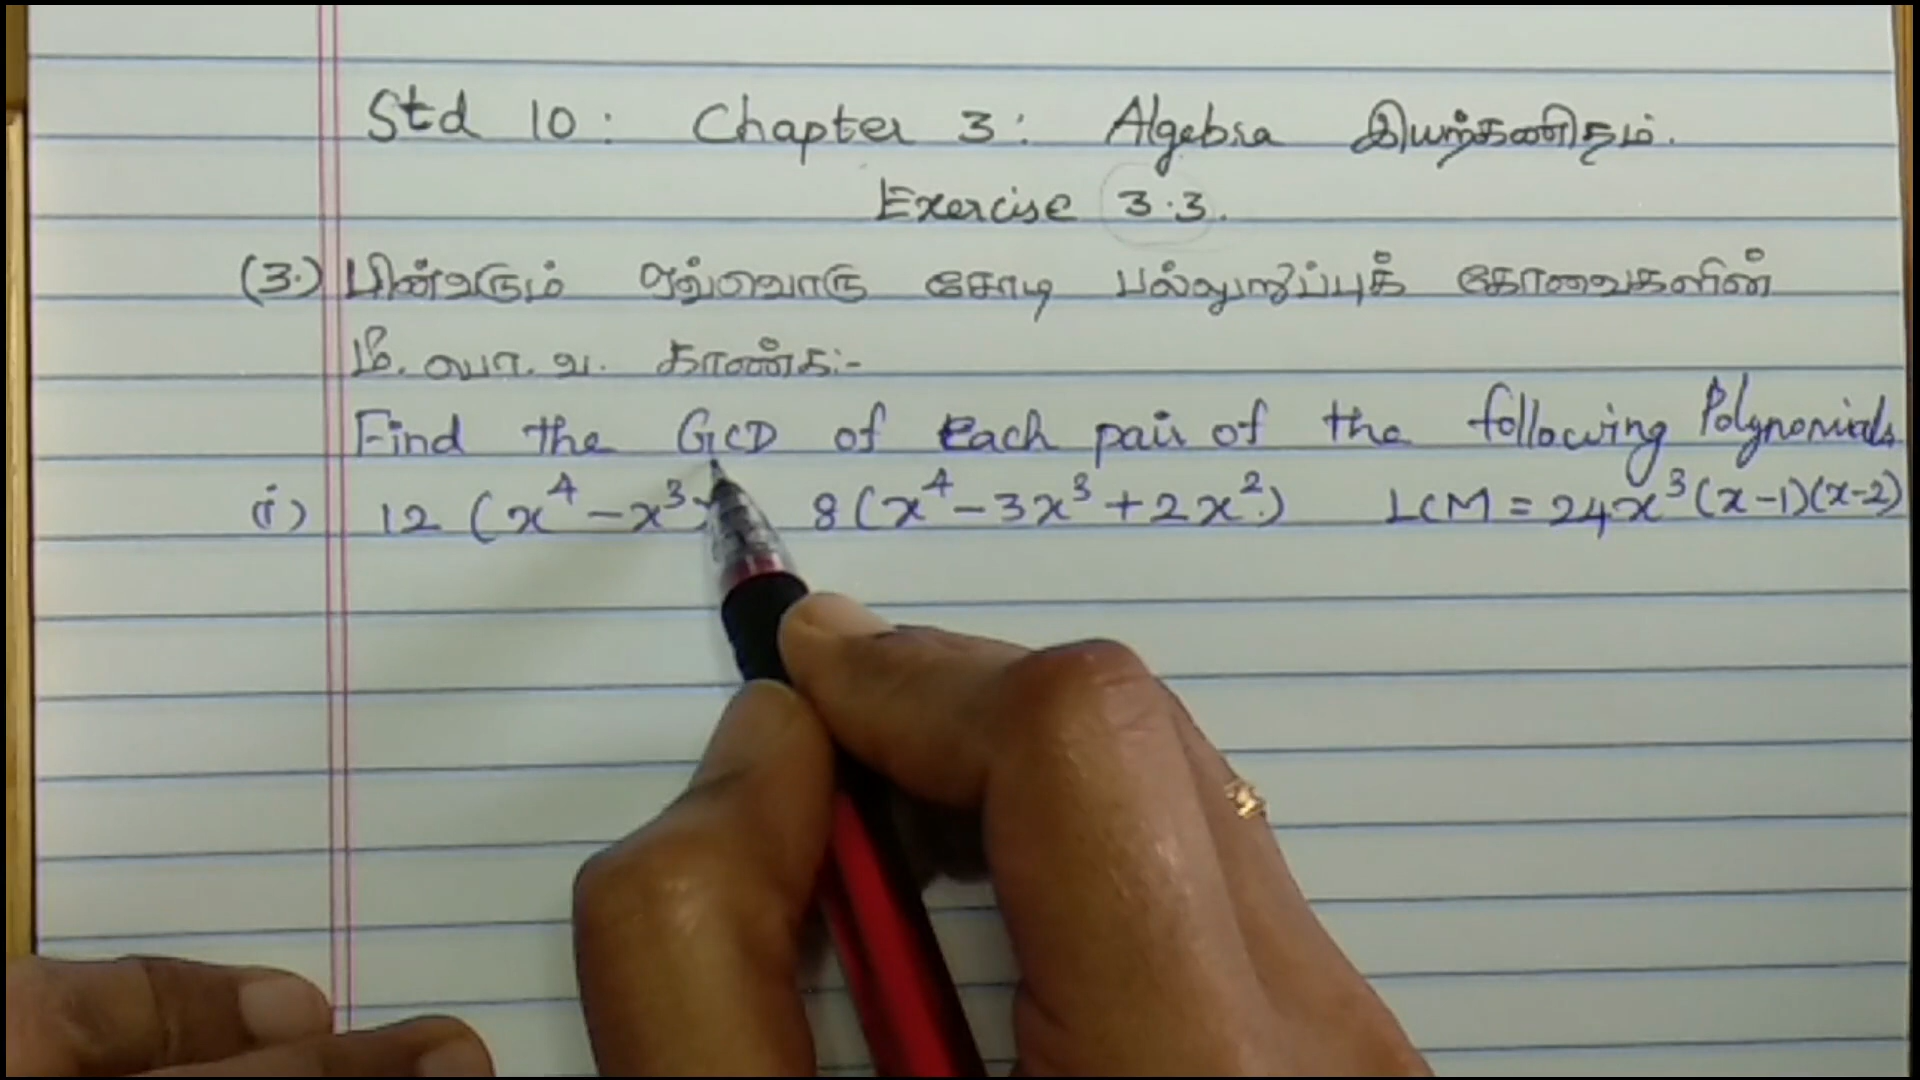 Std 10: Chapter 3: Algebra இயற்கணிதம்.
Exercise 3.3.
(3.) பின்வரும் ஒவ்வொரு சோடி பல்லுறுப்புக் கோவைகளின்
மீ. பொ. வ. காண்க:-
Find the GCD of each pair of the following Polynomials
(i) 12 (x⁴ - x³) 8(x⁴ - 3x³ + 2x²) LCM = 24x³(x-1)(x-2)